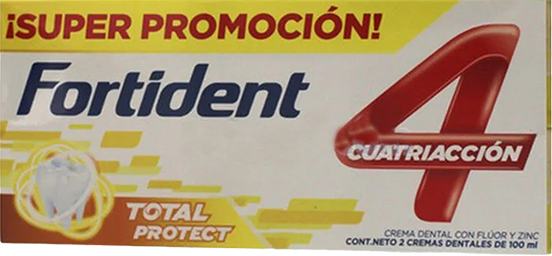 ¡SUPER PROMOCIÓN!
Fortident
4
CUATRIACCIÓN
TOTAL
PROTECT
CREMA DENTAL CON FLÚOR Y ZINC
CONT.NETO 2 CREMAS DENTALES DE 100 ml